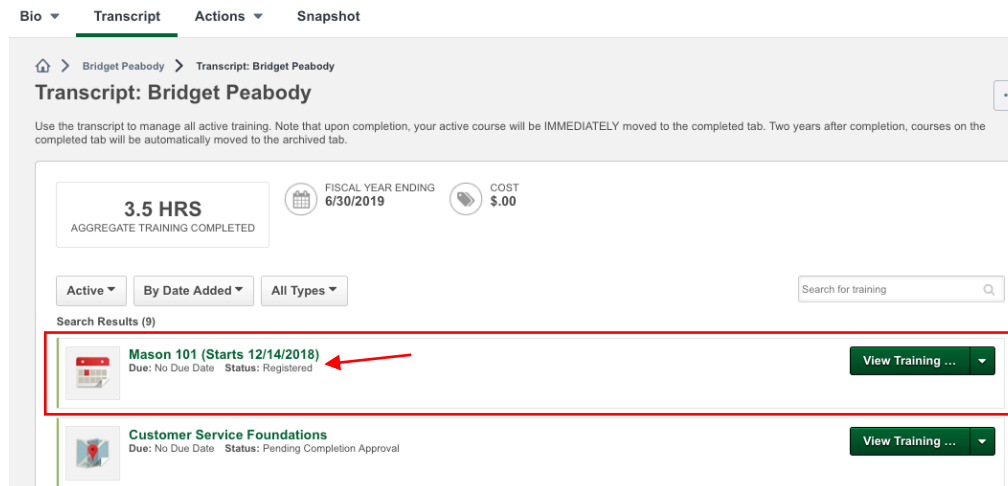 Bio Transcript Actions Snapshot
Bridget Peabody Transcript: Bridget Peabody
Transcript: Bridget Peabody
Use the transcript to manage all active training. Note that upon completion, your active course will be IMMEDIATELY moved to the completed tab. Two years after completion, courses on the
completed tab will be automatically moved to the archived tab.
3.5 HRS
AGGREGATE TRAINING COMPLETED
FISCAL YEAR ENDING
6/30/2019
COST
$.00
Active By Date Added All Types Search for training
Search Results (9)
Mason 101 (Starts 12/14/2018)
Due: No Due Date Status: Registered
View Training ...
Customer Service Foundations
Due: No Due Date Status: Pending Completion Approval
View Training ...